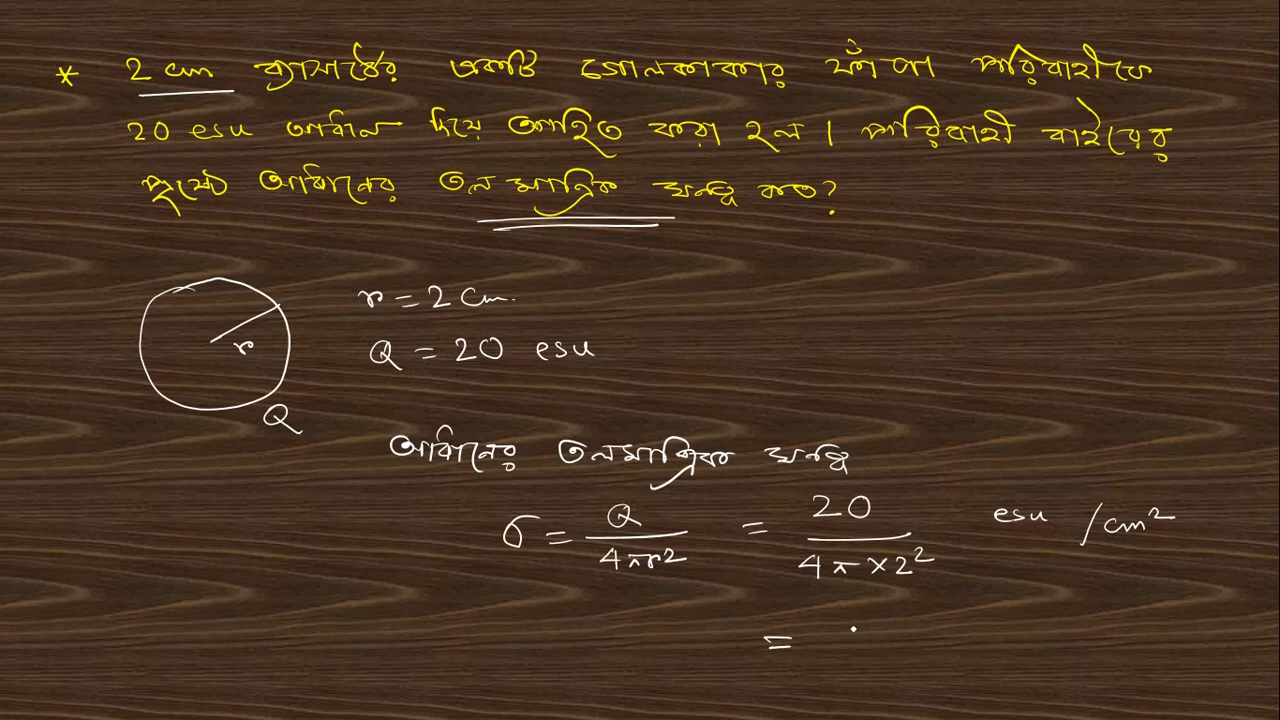 * 2 cm ব্যাসার্ধের একটি গোলকাকার ফাঁপা পরিবাহীকে
20 esu আধান দিয়ে আহিত করা হল। পরিবাহী বাইরের
পৃষ্ঠে আধানের তল মাত্রিক ঘনত্ব কত?
r = 2 cm.
r
Q = 20 esu
Q
আধানের তলমাত্রিক ঘনত্ব
σ = Q / 4πr² = 20 / 4π×2² esu /cm²
=